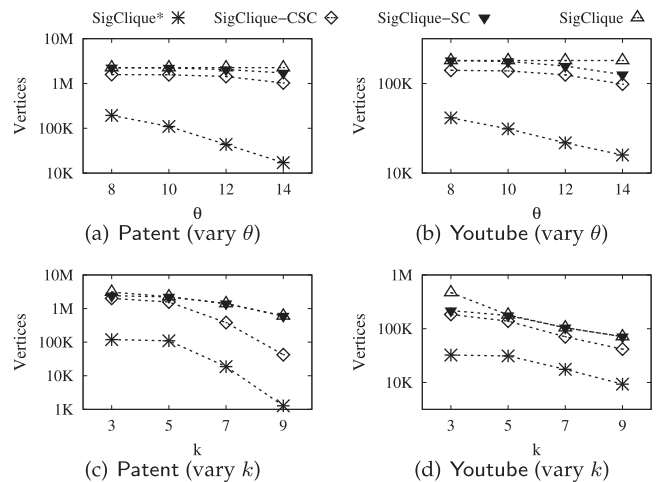 SigClique* SigClique-CSC SigClique-SC SigClique
10M
1M
100K
10K
Vertices
8 10 12 14
θ
(a) Patent (vary θ)
100K
10K
Vertices
8 10 12 14
θ
(b) Youtube (vary θ)
10M
1M
100K
10K
1K
Vertices
3 5 7 9
k
(c) Patent (vary k)
1M
100K
10K
Vertices
3 5 7 9
k
(d) Youtube (vary k)